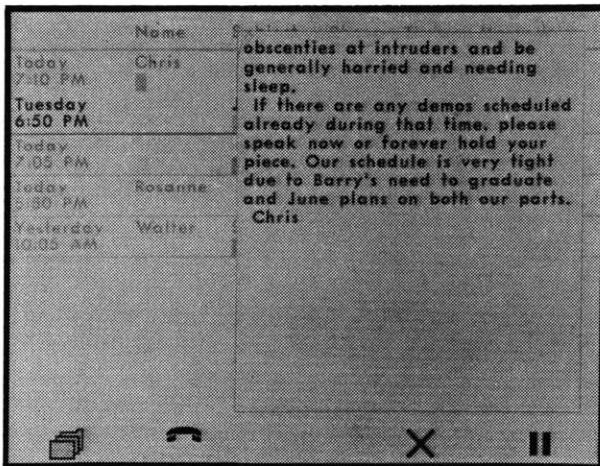 Name
Today Chris
7:10 PM
Tuesday
6:50 PM
Today
7:05 PM
Today Rosanne
5:50 PM
Yesterday Walter
10:05 AM
obscenties at intruders and be
generally harried and needing
sleep.
If there are any demos scheduled
already during that time, please
speak now or forever hold your
piece. Our schedule is very tight
due to Barry's need to graduate
and June plans on both our parts.
Chris